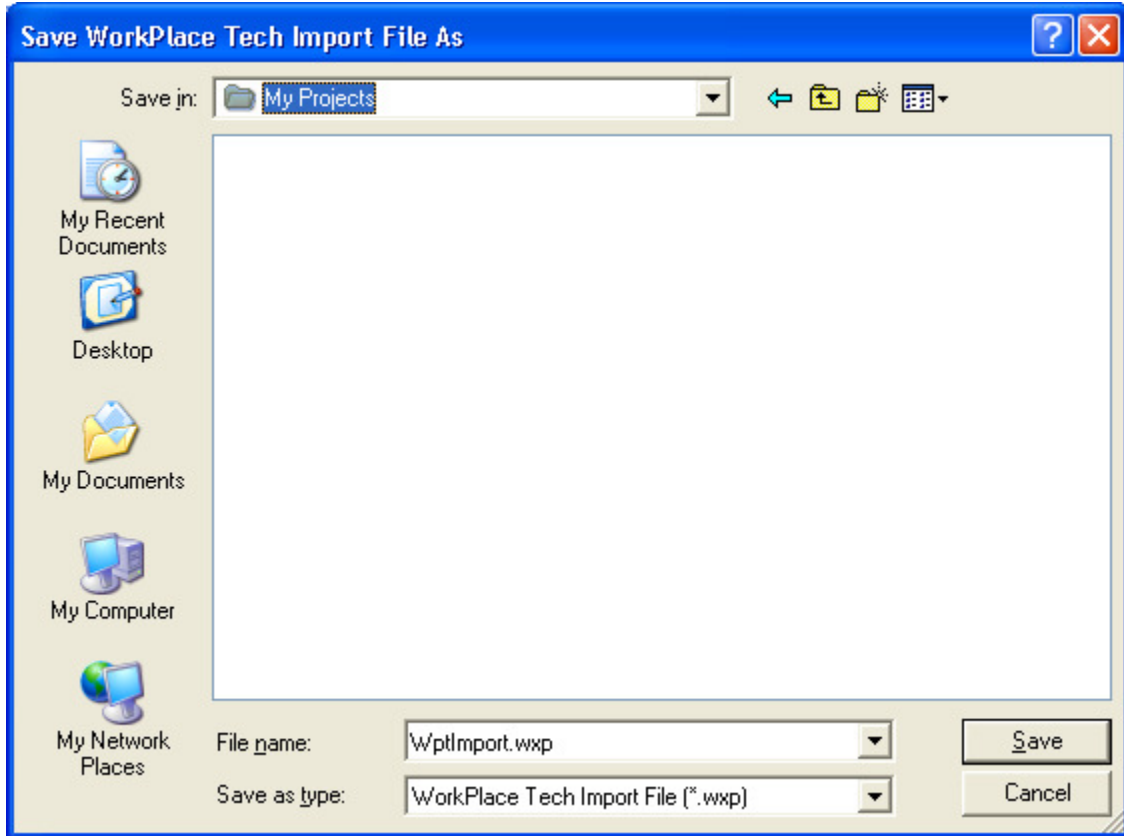 Save WorkPlace Tech Import File As
Save in: My Projects
My Recent
Documents
Desktop
My Documents
My Computer
My Network
Places
File name: WptImport.wxp Save
Save as type: WorkPlace Tech Import File (*.wxp) Cancel